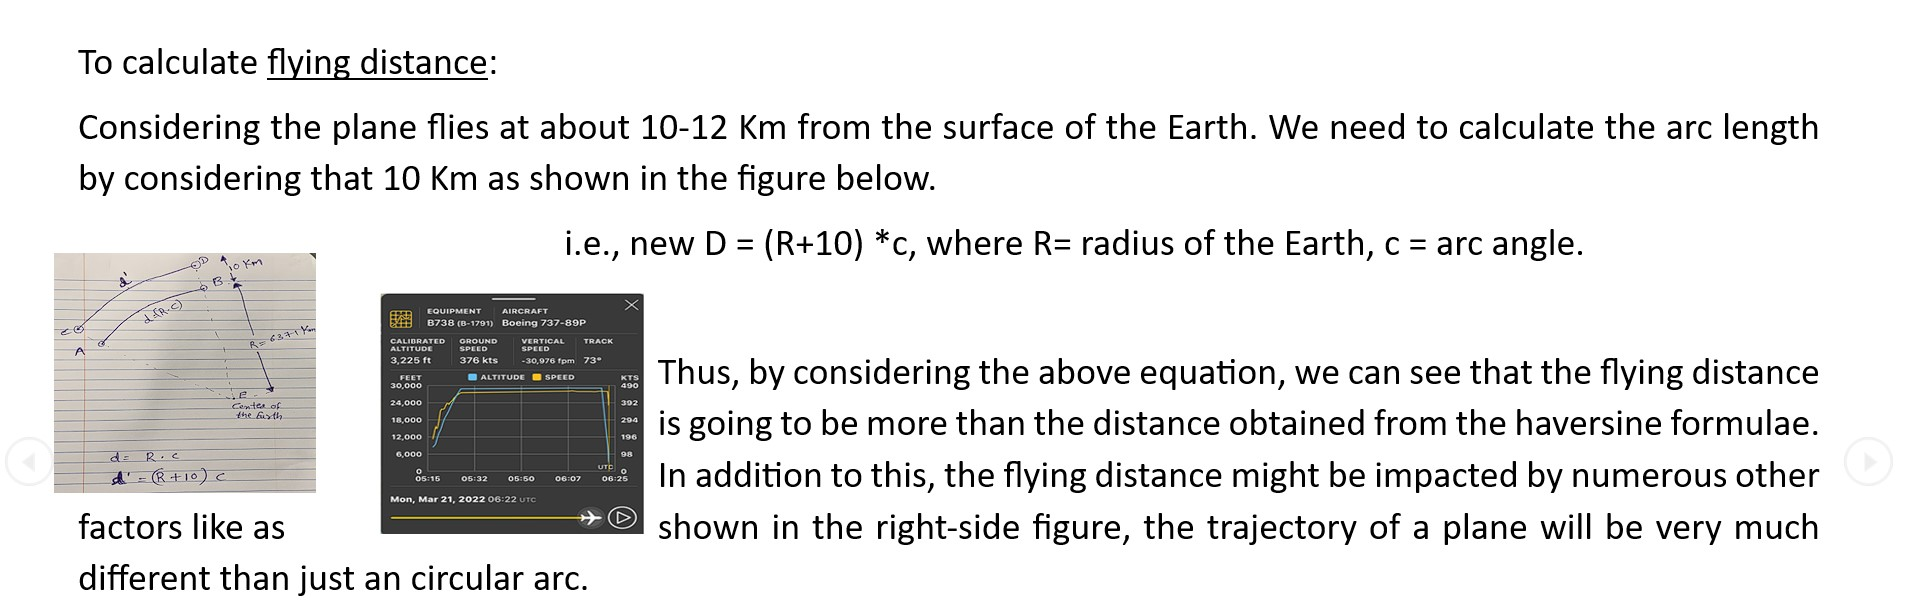 To calculate flying distance:
Considering the plane flies at about 10-12 Km from the surface of the Earth. We need to calculate the arc length
by considering that 10 Km as shown in the figure below.
i.e., new D = (R+10) *c, where R= radius of the Earth, c = arc angle.
D
10 Km
d'
B
d=(R·C)
C
A
R= 6371 Km
E
Center of
the Earth
d= R·c
d' = (R+10) c
EQUIPMENT AIRCRAFT
B738 (B-1791) Boeing 737-89P
CALIBRATED GROUND VERTICAL TRACK
ALTITUDE SPEED SPEED
3,225 ft 376 kts -30,976 fpm 73°
FEET ALTITUDE SPEED KTS
30,000 490
24,000 392
18,000 294
12,000 196
6,000 98
0 UTC 0
05:15 05:32 05:50 06:07 06:25
Mon, Mar 21, 2022 06:22 UTC
Thus, by considering the above equation, we can see that the flying distance
is going to be more than the distance obtained from the haversine formulae.
In addition to this, the flying distance might be impacted by numerous other
factors like as shown in the right-side figure, the trajectory of a plane will be very much
different than just an circular arc.